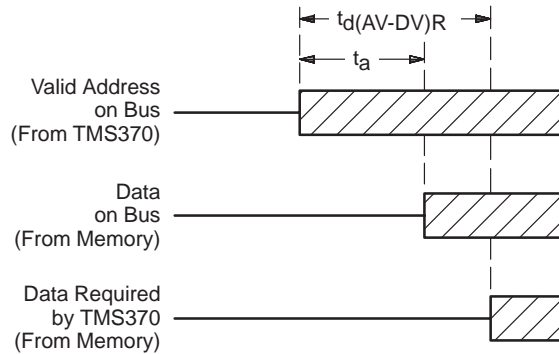 td(AV-DV)R
ta
Valid Address
on Bus
(From TMS370)
Data
on Bus
(From Memory)
Data Required
by TMS370
(From Memory)